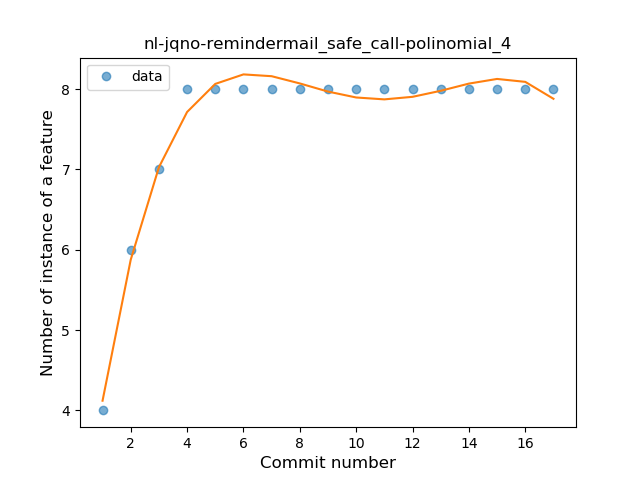 nl-jqno-remindermail_safe_call-polinomial_4
data
Number of instance of a feature
8
7
6
5
4
2 4 6 8 10 12 14 16
Commit number